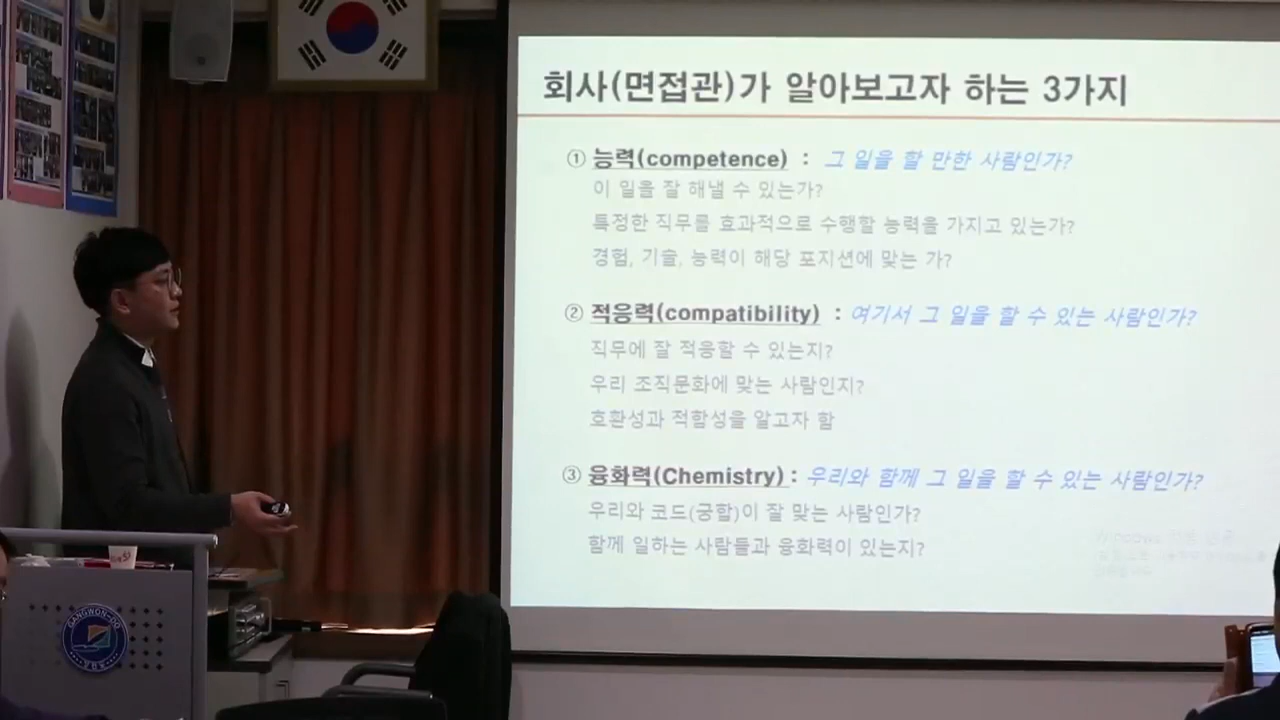 회사(면접관)가 알아보고자 하는 3가지
① 능력(competence) : 그 일을 할 만한 사람인가?
이 일을 잘 해낼 수 있는가?
특정한 직무를 효과적으로 수행할 능력을 가지고 있는가?
경험, 기술, 능력이 해당 포지션에 맞는 가?
② 적응력(compatibility) : 여기서 그 일을 할 수 있는 사람인가?
직무에 잘 적응할 수 있는지?
우리 조직문화에 맞는 사람인지?
호환성과 적합성을 알고자 함
③ 융화력(Chemistry) : 우리와 함께 그 일을 할 수 있는 사람인가?
우리와 코드(궁합)이 잘 맞는 사람인가?
함께 일하는 사람들과 융화력이 있는지?
Windows
GANGWON-DO